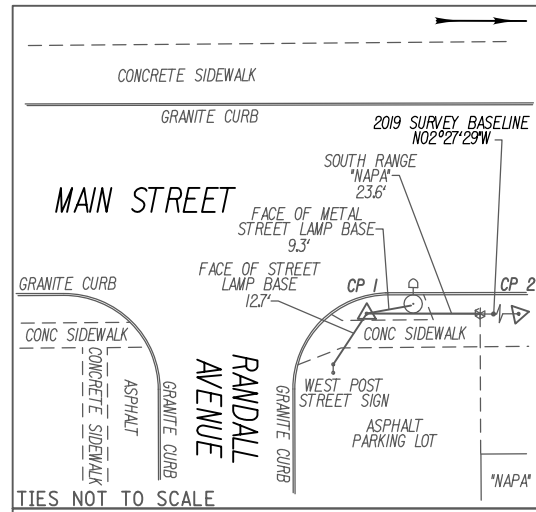 CONCRETE SIDEWALK
GRANITE CURB
2019 SURVEY BASELINE
N02°27'29"W
SOUTH RANGE
"NAPA"
23.6'
MAIN STREET
FACE OF METAL
STREET LAMP BASE
9.3'
FACE OF STREET
LAMP BASE
12.7'
GRANITE CURB
CP 1
CP 2
CONC SIDEWALK
CONC SIDEWALK
CONCRETE SIDEWALK
ASPHALT
GRANITE CURB
RANDALL
AVENUE
GRANITE CURB
WEST POST
STREET SIGN
ASPHALT
PARKING LOT
"NAPA"
TIES NOT TO SCALE